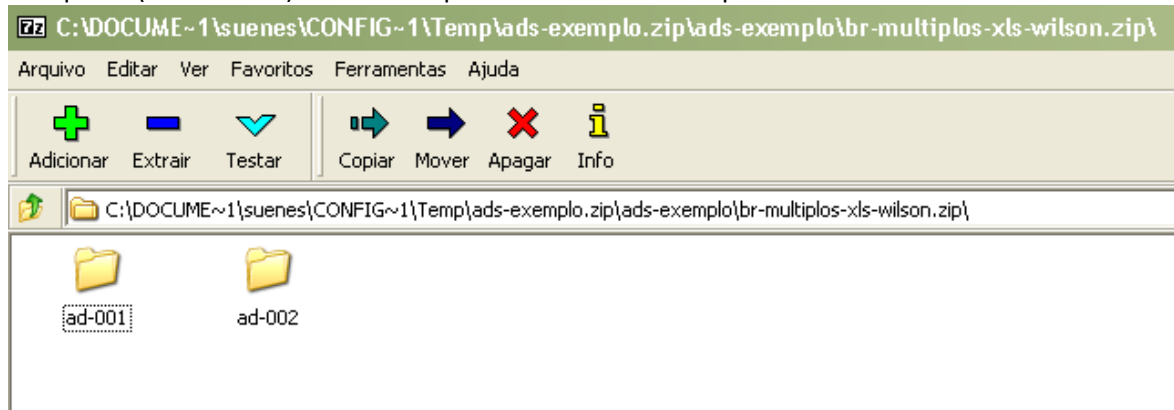 7z C:\DOCUME~1\suenes\CONFIG~1\Temp\ads-exemplo.zip\ads-exemplo\br-multiplos-xls-wilson.zip\
Arquivo Editar Ver Favoritos Ferramentas Ajuda
Adicionar Extrair Testar Copiar Mover Apagar Info
C:\DOCUME~1\suenes\CONFIG~1\Temp\ads-exemplo.zip\ads-exemplo\br-multiplos-xls-wilson.zip\
ad-001 ad-002